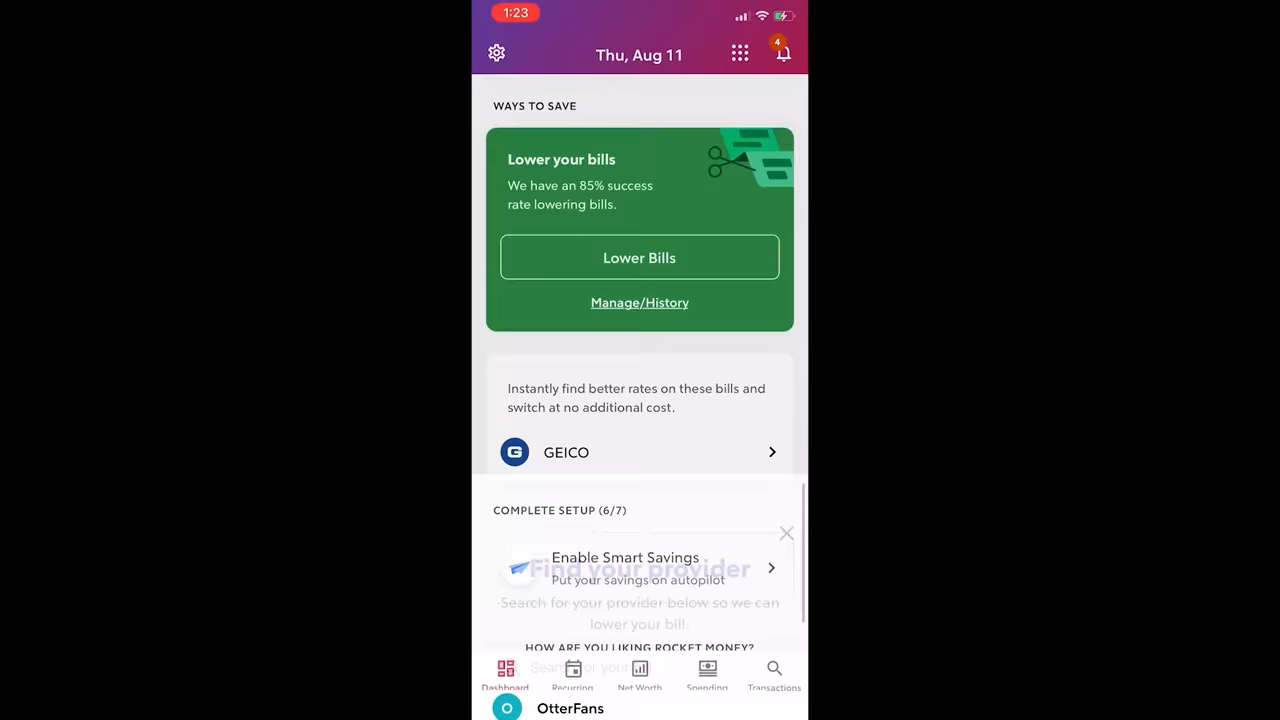 1:23
Thu, Aug 11
4
WAYS TO SAVE
Lower your bills
We have an 85% success
rate lowering bills.
Lower Bills
Manage/History
Instantly find better rates on these bills and
switch at no additional cost.
G
GEICO
COMPLETE SETUP (6/7)
Enable Smart Savings
Find your provider
Put your savings on autopilot
Search for your provider below so we can
lower your bill.
HOW ARE YOU LIKING ROCKET MONEY?
Search for your
Dashboard Recurring Net Worth Spending Transactions
O OtterFans